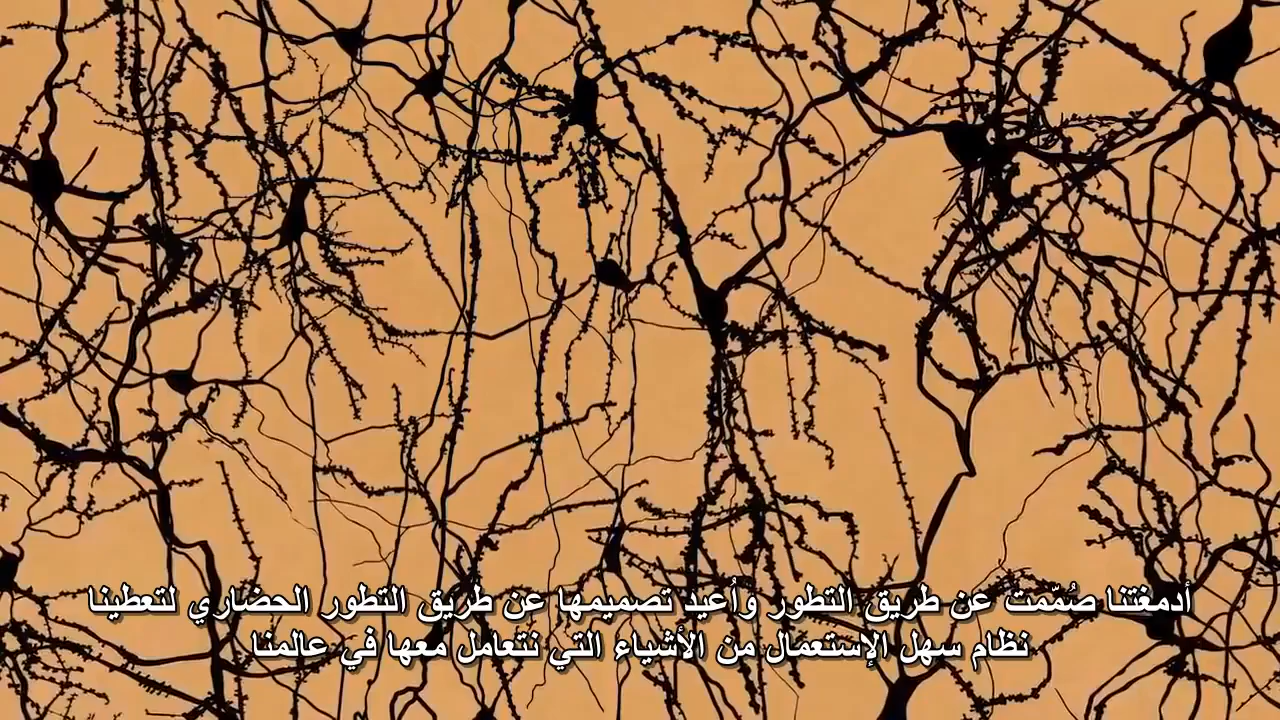 أدمغتنا صُمّمت عن طريق التطور واُعيد تصميمها عن طريق التطور الحضاري لتعطينا
نظام سهل الإستعمال من الأشياء التي نتعامل معها في عالمنا